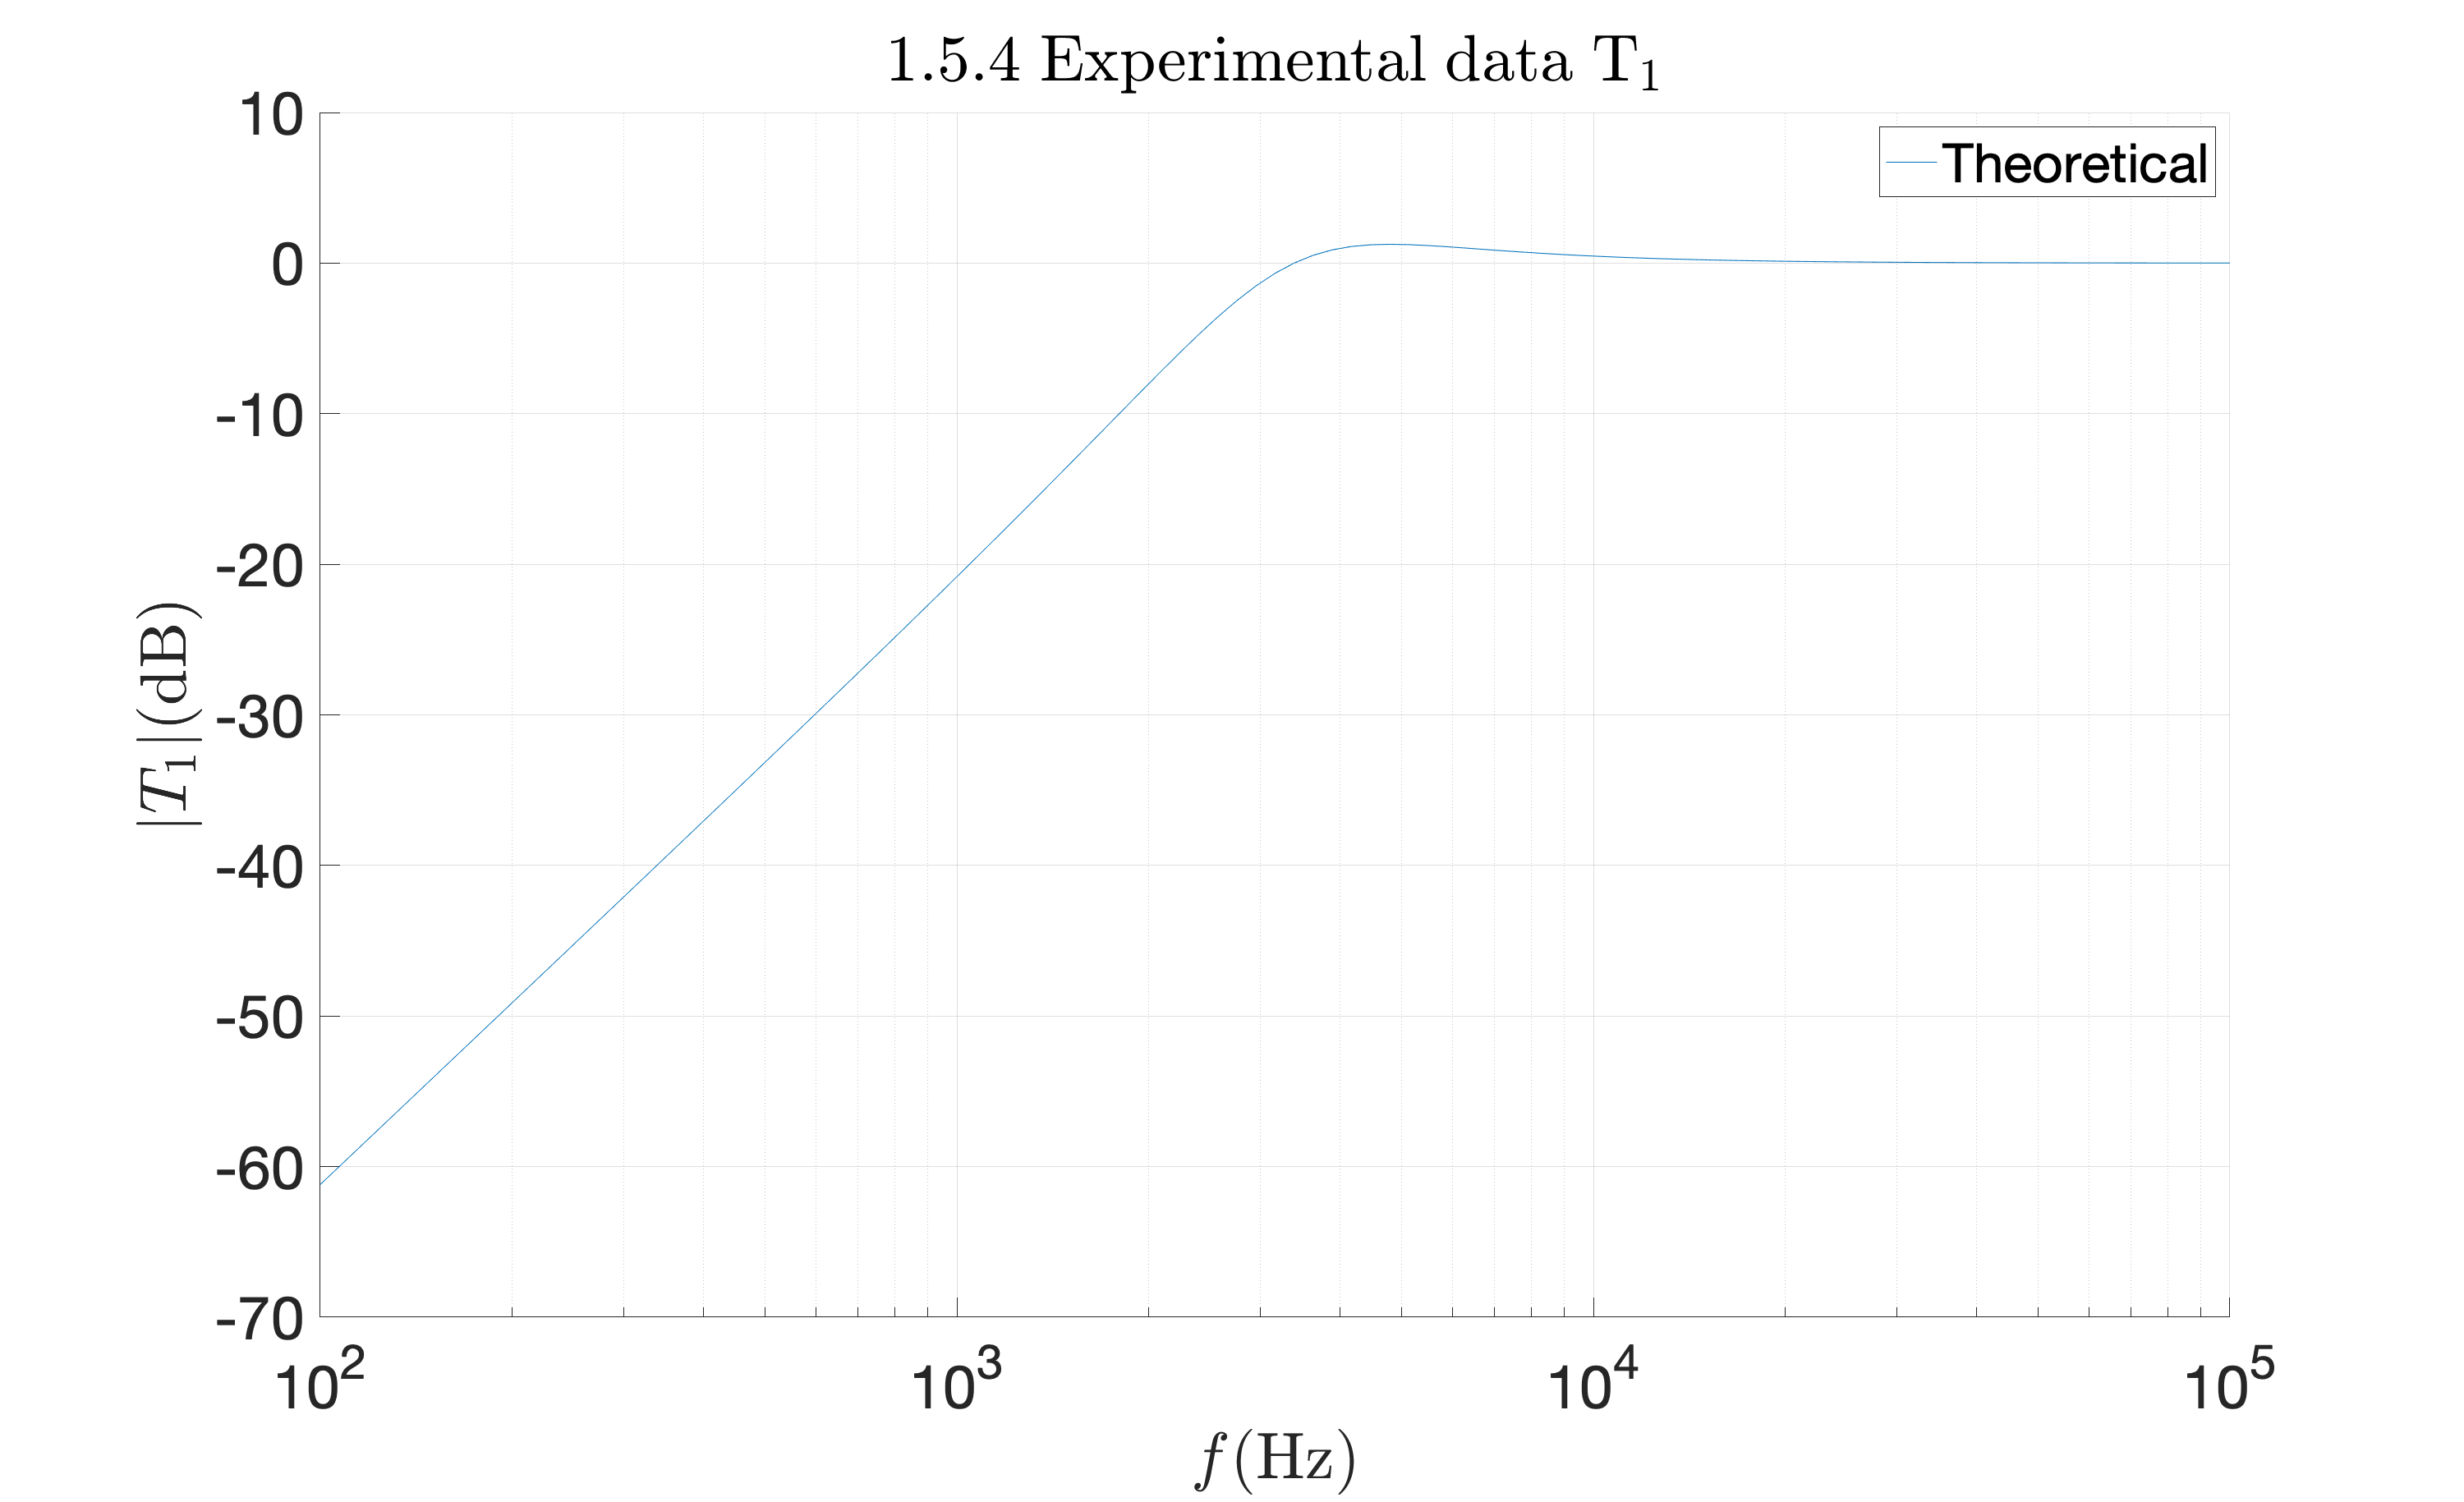 1.5.4 Experimental data T₁
Theoretical
10
0
-10
-20
-30
-40
-50
-60
-70
|T₁|(dB)
10² 10³ 10⁴ 10⁵
f(Hz)